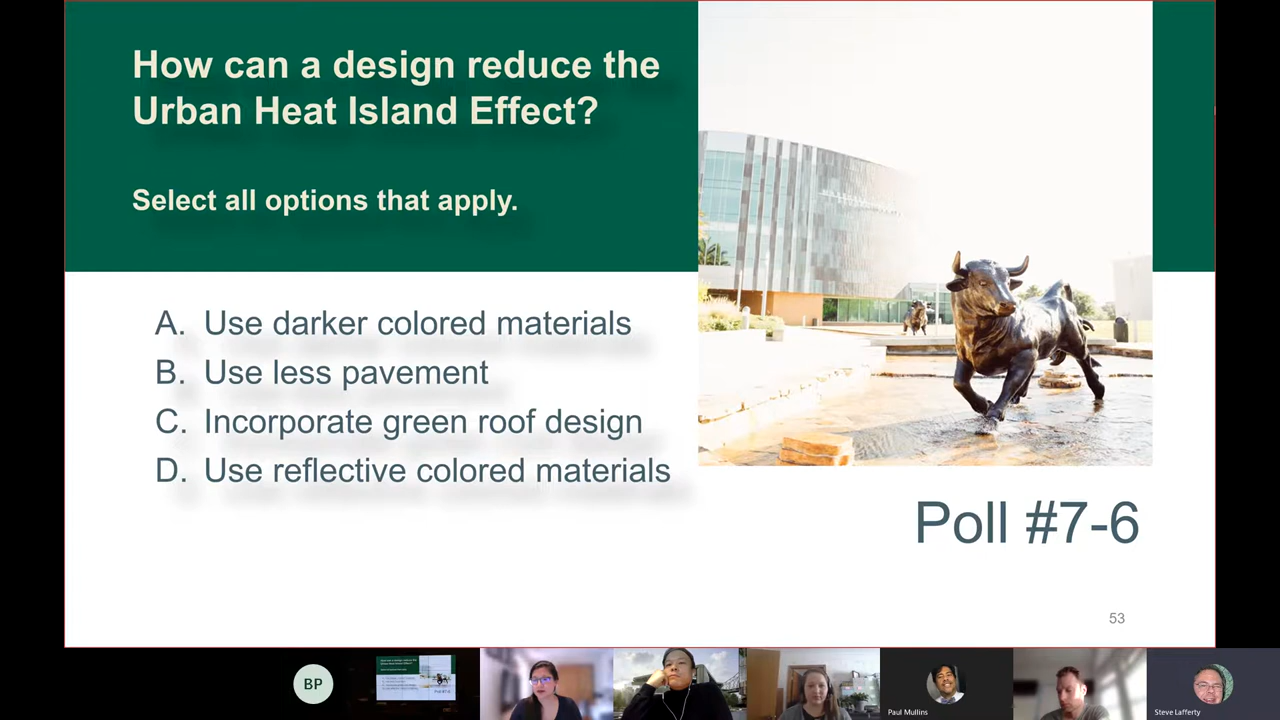 How can a design reduce the
Urban Heat Island Effect?
Select all options that apply.
A. Use darker colored materials
B. Use less pavement
C. Incorporate green roof design
D. Use reflective colored materials
Poll #7-6
53
BP
Paul Mullins
Steve Lafferty